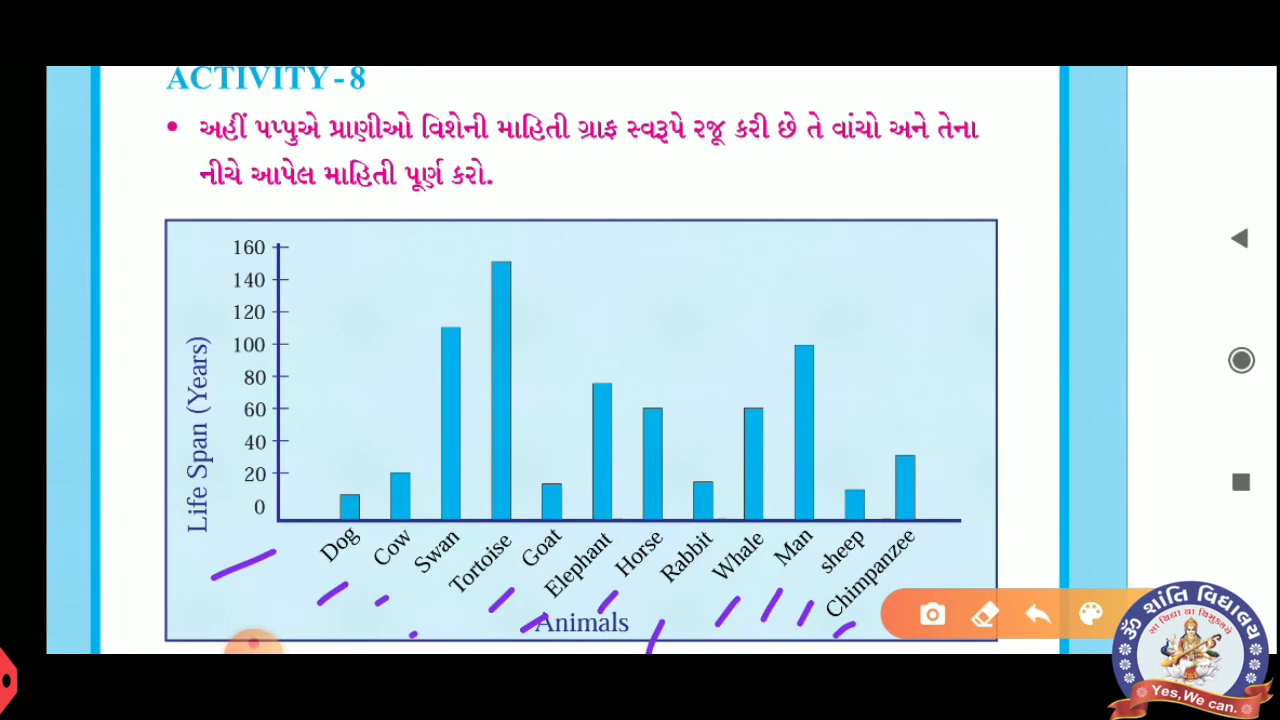 ACTIVITY-8
• અહીં પપ્પુએ પ્રાણીઓ વિશેની માહિતી ગ્રાફ સ્વરૂપે રજૂ કરી છે તે વાંચો અને તેના
નીચે આપેલ માહિતી પૂર્ણ કરો.
Life Span (Years)
160
140
120
100
80
60
40
20
0
Dog
Cow
Swan
Tortoise
Goat
Elephant
Horse
Rabbit
Whale
Man
sheep
Chimpanzee
Animals
ૐ શાંતિ વિદ્યાલય
सा विद्या या विमुक्तये
Yes, We can.